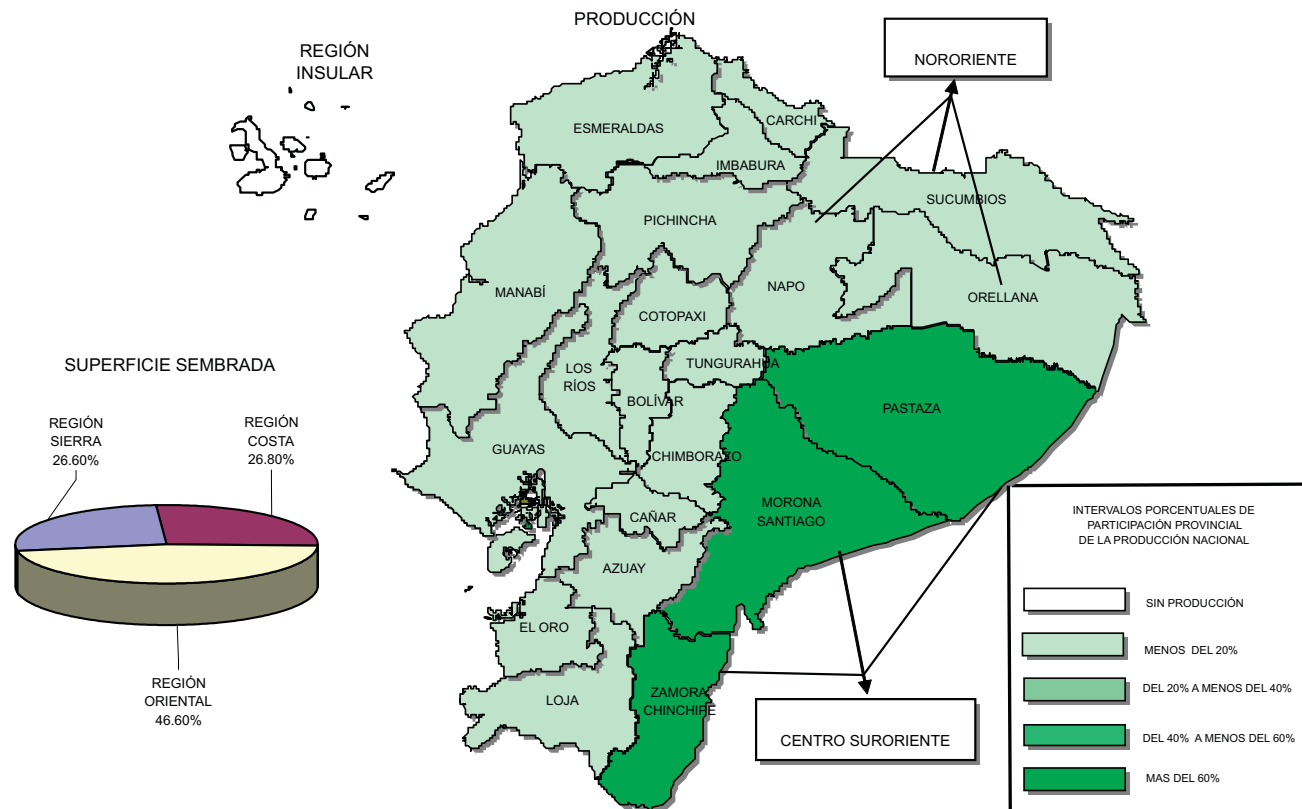 PRODUCCIÓN
REGIÓN
INSULAR
NORORIENTE
ESMERALDAS
CARCHI
IMBABURA
SUCUMBIOS
PICHINCHA
MANABÍ
NAPO
ORELLANA
COTOPAXI
TUNGURAHUA
LOS
RÍOS
BOLÍVAR
PASTAZA
GUAYAS
CHIMBORAZO
MORONA
SANTIAGO
CAÑAR
AZUAY
EL ORO
LOJA
ZAMORA
CHINCHIPE
CENTRO SURORIENTE
SUPERFICIE SEMBRADA
REGIÓN
SIERRA
26.60%
REGIÓN
COSTA
26.80%
REGIÓN
ORIENTAL
46.60%
INTERVALOS PORCENTUALES DE
PARTICIPACIÓN PROVINCIAL
DE LA PRODUCCIÓN NACIONAL
SIN PRODUCCIÓN
MENOS DEL 20%
DEL 20% A MENOS DEL 40%
DEL 40% A MENOS DEL 60%
MAS DEL 60%